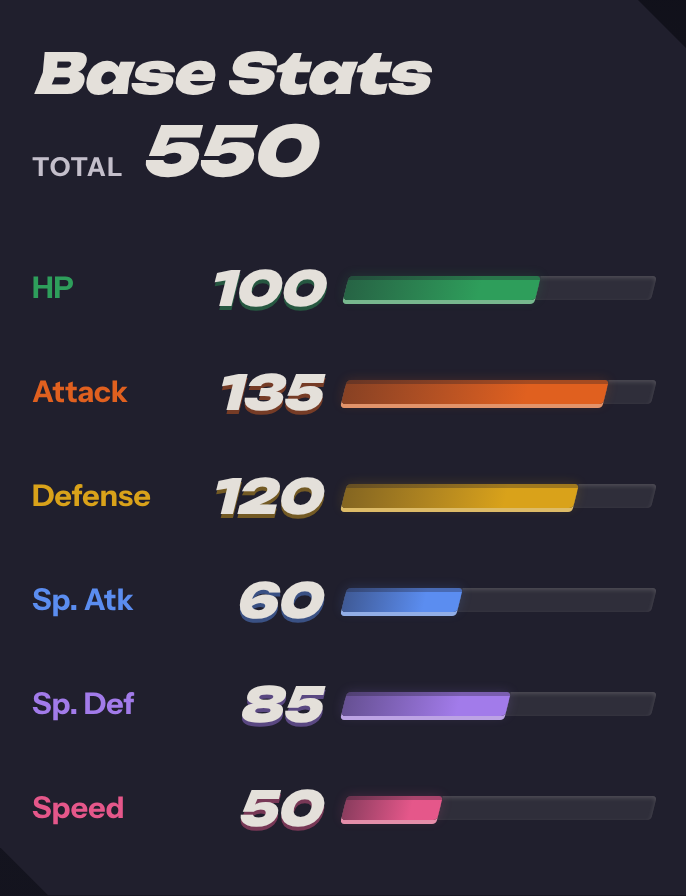 Base Stats
TOTAL 550
HP 100
Attack 135
Defense 120
Sp. Atk 60
Sp. Def 85
Speed 50